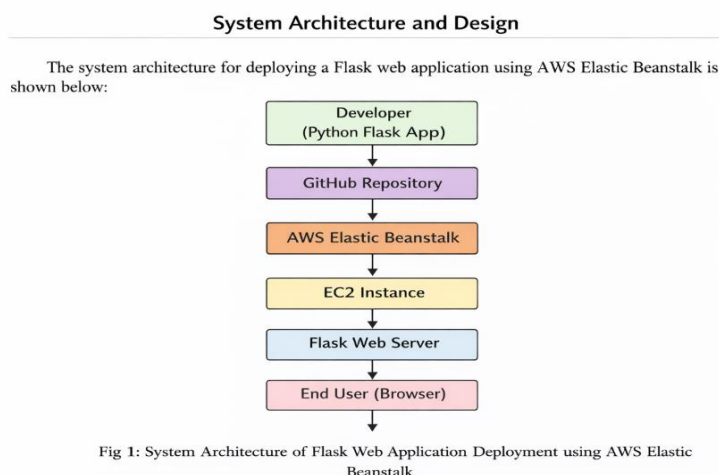 System Architecture and Design
The system architecture for deploying a Flask web application using AWS Elastic Beanstalk is
shown below:
Developer
(Python Flask App)
GitHub Repository
AWS Elastic Beanstalk
EC2 Instance
Flask Web Server
End User (Browser)
Fig 1: System Architecture of Flask Web Application Deployment using AWS Elastic
Beanstalk